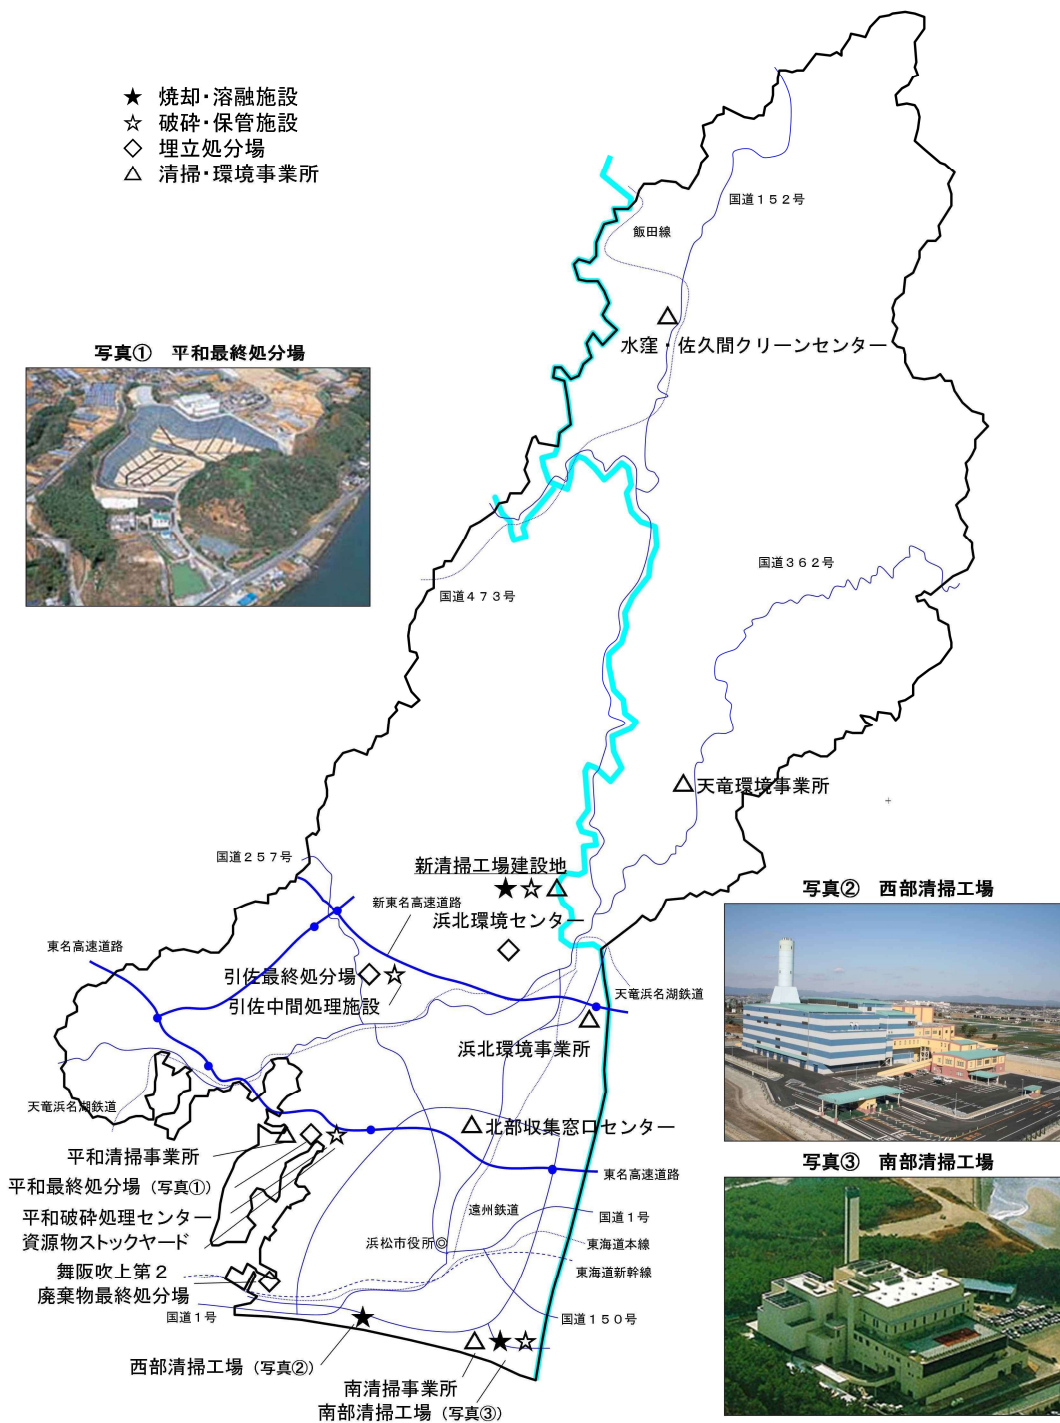 ★ 焼却・溶融施設
☆ 破砕・保管施設
◇ 埋立処分場
△ 清掃・環境事業所
国道152号
飯田線
水窪・佐久間クリーンセンター
写真① 平和最終処分場
国道362号
国道473号
天竜環境事業所
国道257号
新清掃工場建設地
写真② 西部清掃工場
新東名高速道路
浜北環境センター
東名高速道路
引佐最終処分場
引佐中間処理施設
天竜浜名湖鉄道
浜北環境事業所
天竜浜名湖鉄道
北部収集窓口センター
平和清掃事業所
写真③ 南部清掃工場
東名高速道路
平和最終処分場（写真①）
平和破砕処理センター
資源物ストックヤード
遠州鉄道
国道1号
浜松市役所◎
東海道本線
舞阪吹上第2
廃棄物最終処分場
東海道新幹線
国道1号
国道150号
西部清掃工場（写真②）
南清掃事業所
南部清掃工場（写真③）